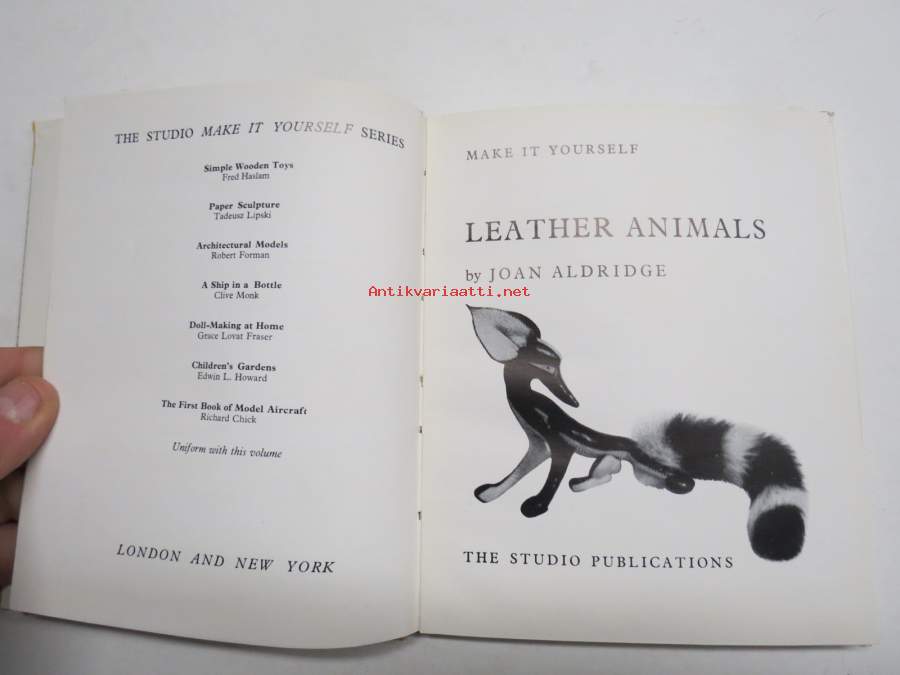 THE STUDIO MAKE IT YOURSELF SERIES
Simple Wooden Toys
Fred Haslam
Paper Sculpture
Tadeusz Lipski
Architectural Models
Robert Forman
A Ship in a Bottle
Clive Monk
Doll-Making at Home
Grace Lovat Fraser
Children's Gardens
Edwin L. Howard
The First Book of Model Aircraft
Richard Chick
Uniform with this volume
LONDON AND NEW YORK
MAKE IT YOURSELF
LEATHER ANIMALS
by JOAN ALDRIDGE
Antikvariaatti.net
THE STUDIO PUBLICATIONS